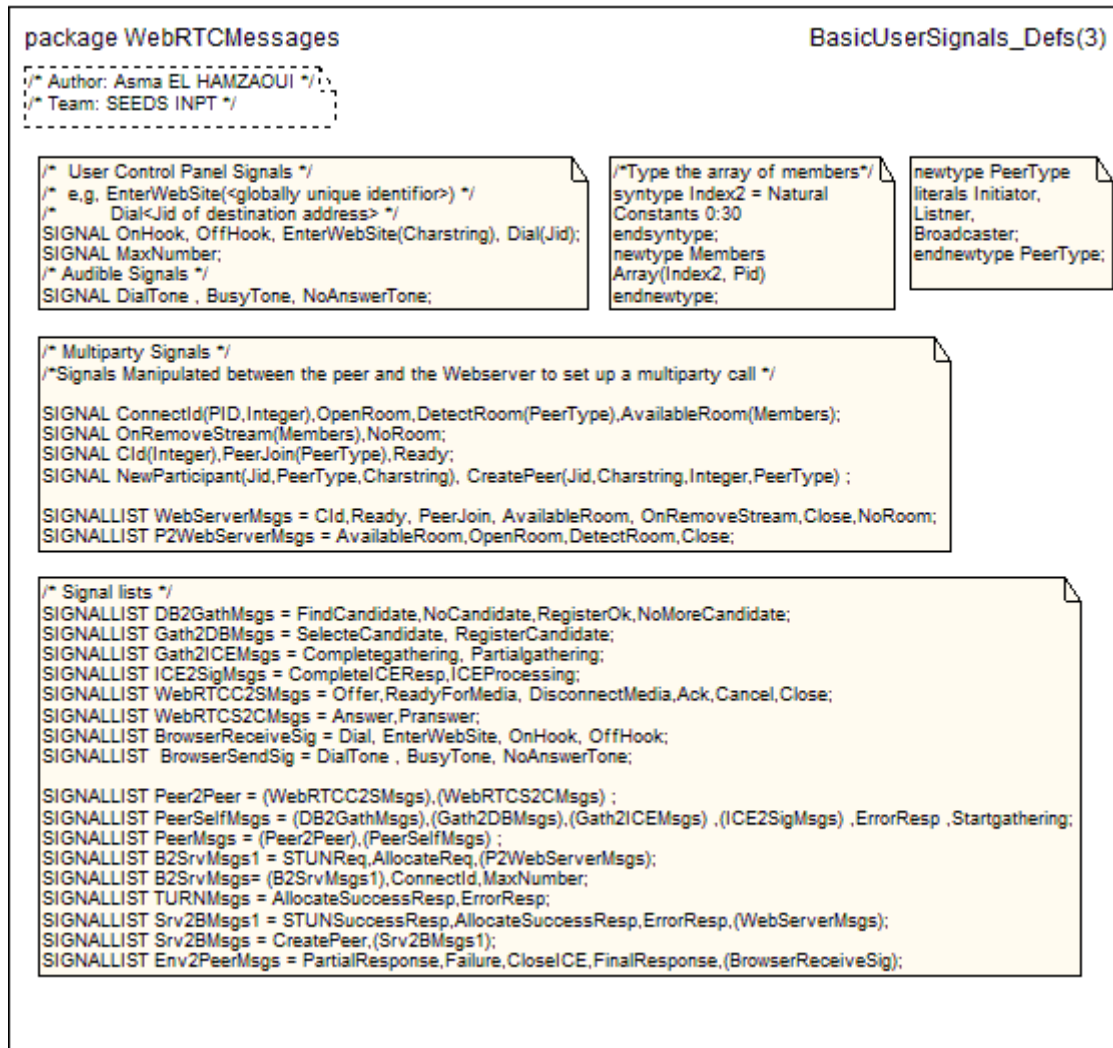 package WebRTCMessages
BasicUserSignals_Defs(3)
/* Author: Asma EL HAMZAOUI */
/* Team: SEEDS INPT */
/*  User Control Panel Signals */
/*  e,g, EnterWebSite(<globally unique identifior>) */
/*        Dial<Jid of destination address> */
SIGNAL OnHook, OffHook, EnterWebSite(Charstring), Dial(Jid);
SIGNAL MaxNumber;
/* Audible Signals */
SIGNAL DialTone , BusyTone, NoAnswerTone;
/*Type the array of members*/
syntype Index2 = Natural
Constants 0:30
endsyntype;
newtype Members
Array(Index2, Pid)
endnewtype;
newtype PeerType
literals Initiator,
Listner,
Broadcaster;
endnewtype PeerType;
/* Multiparty Signals */
/*Signals Manipulated between the peer and the Webserver to set up a multiparty call */
SIGNAL ConnectId(PID,Integer),OpenRoom,DetectRoom(PeerType),AvailableRoom(Members);
SIGNAL OnRemoveStream(Members),NoRoom;
SIGNAL CId(Integer),PeerJoin(PeerType),Ready;
SIGNAL NewParticipant(Jid,PeerType,Charstring), CreatePeer(Jid,Charstring,Integer,PeerType) ;
SIGNALLIST WebServerMsgs = CId,Ready, PeerJoin, AvailableRoom, OnRemoveStream,Close,NoRoom;
SIGNALLIST P2WebServerMsgs = AvailableRoom,OpenRoom,DetectRoom,Close;
/* Signal lists */
SIGNALLIST DB2GathMsgs = FindCandidate,NoCandidate,RegisterOk,NoMoreCandidate;
SIGNALLIST Gath2DBMsgs = SelecteCandidate, RegisterCandidate;
SIGNALLIST Gath2ICEMsgs = Completegathering, Partialgathering;
SIGNALLIST ICE2SigMsgs = CompleteICEResp,ICEProcessing;
SIGNALLIST WebRTCC2SMsgs = Offer,ReadyForMedia, DisconnectMedia,Ack,Cancel,Close;
SIGNALLIST WebRTCS2CMsgs = Answer,Pranswer;
SIGNALLIST BrowserReceiveSig = Dial, EnterWebSite, OnHook, OffHook;
SIGNALLIST  BrowserSendSig = DialTone , BusyTone, NoAnswerTone;
SIGNALLIST Peer2Peer = (WebRTCC2SMsgs),(WebRTCS2CMsgs) ;
SIGNALLIST PeerSelfMsgs = (DB2GathMsgs),(Gath2DBMsgs),(Gath2ICEMsgs) ,(ICE2SigMsgs) ,ErrorResp ,Startgathering;
SIGNALLIST PeerMsgs = (Peer2Peer),(PeerSelfMsgs) ;
SIGNALLIST B2SrvMsgs1 = STUNReq,AllocateReq,(P2WebServerMsgs);
SIGNALLIST B2SrvMsgs= (B2SrvMsgs1),ConnectId,MaxNumber;
SIGNALLIST TURNMsgs = AllocateSuccessResp,ErrorResp;
SIGNALLIST Srv2BMsgs1 = STUNSuccessResp,AllocateSuccessResp,ErrorResp,(WebServerMsgs);
SIGNALLIST Srv2BMsgs = CreatePeer,(Srv2BMsgs1);
SIGNALLIST Env2PeerMsgs = PartialResponse,Failure,CloseICE,FinalResponse,(BrowserReceiveSig);